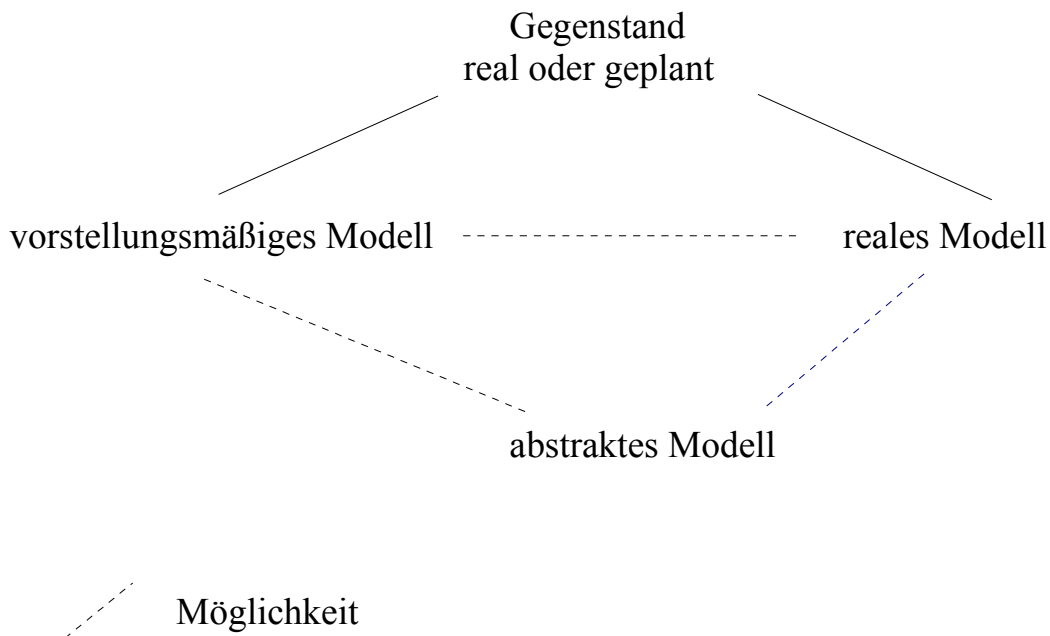 Gegenstand
real oder geplant
vorstellungsmäßiges Modell
reales Modell
abstraktes Modell
Möglichkeit